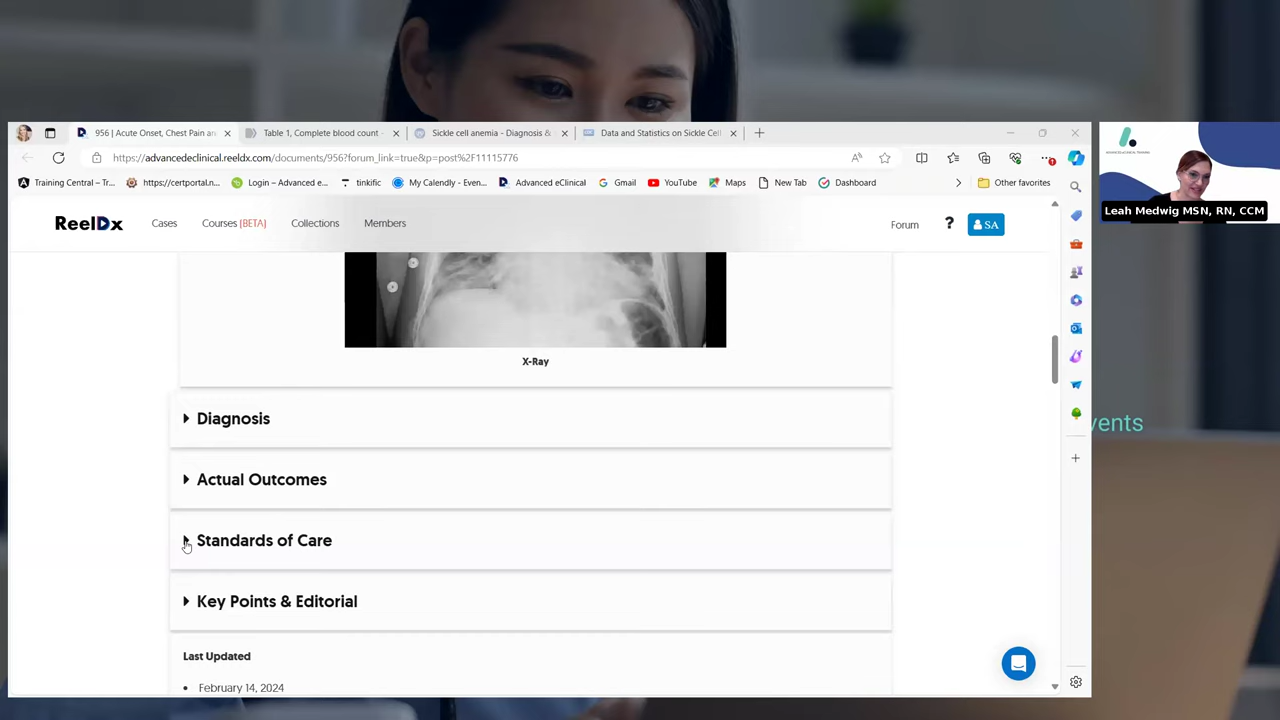 956 | Acute Onset, Chest Pain an
Table 1, Complete blood count -
Sickle cell anemia - Diagnosis &
Data and Statistics on Sickle Cel
https://advancedeclinical.reeldx.com/documents/956?forum_link=true&p=post%2F11115776
Training Central – Tr...
https://certportal.n...
Login – Advanced e...
tinkific
My Calendly - Even...
Advanced eClinical
Gmail
YouTube
Maps
New Tab
Dashboard
Other favorites
ReelDx
Cases
Courses [BETA]
Collections
Members
Forum
?
SA
Leah Medwig MSN, RN, CCM
X-Ray
Diagnosis
Actual Outcomes
Standards of Care
Key Points & Editorial
Last Updated
February 14, 2024
vents